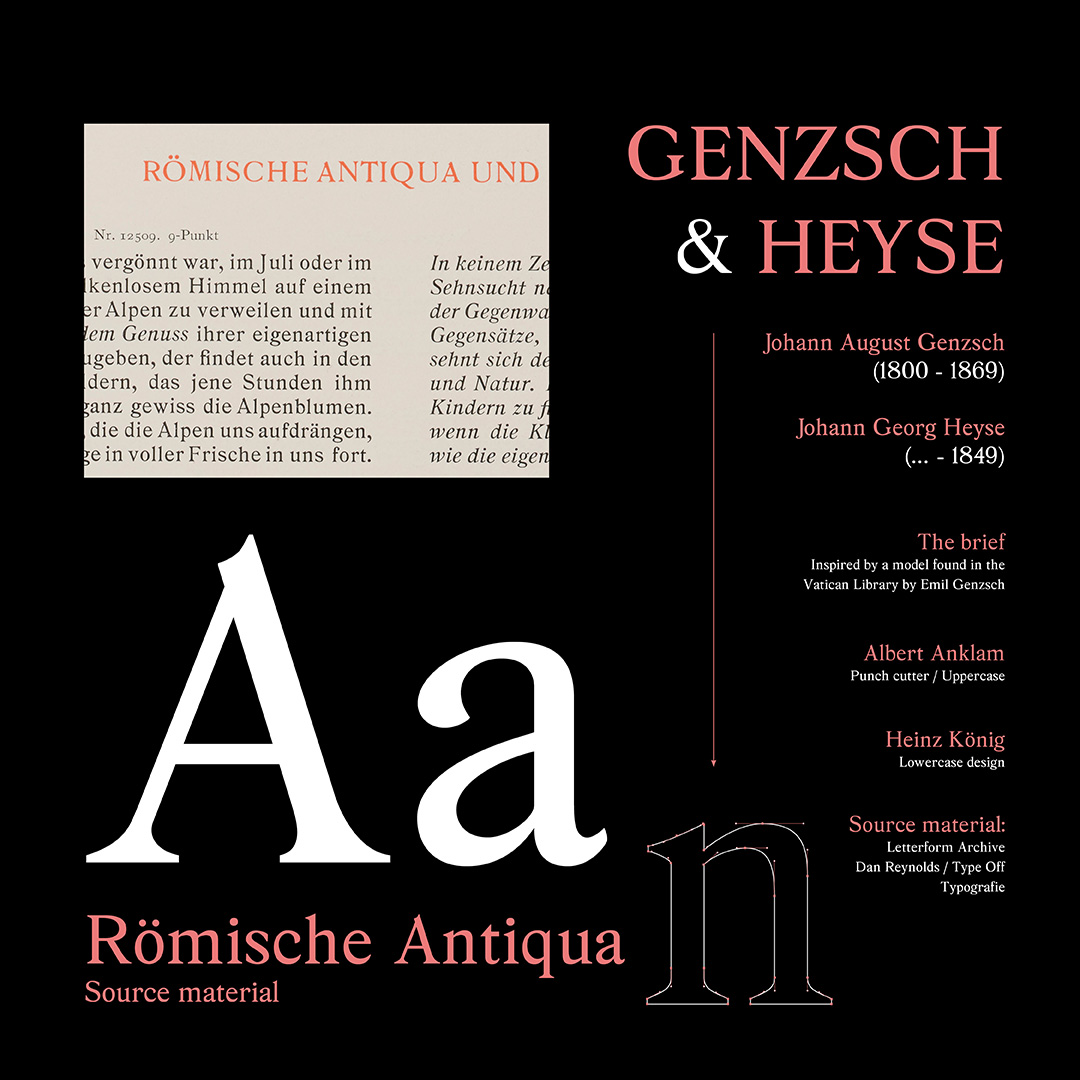 RÖMISCHE ANTIQUA UND
Nr. 12509. 9-Punkt
vergönnt war, im Juli oder im
lkenlosem Himmel auf einem
er Alpen zu verweilen und mit
dem Genuss ihrer eigenartigen
ugeben, der findet auch in den
ldern, das jene Stunden ihm
ganz gewiss die Alpenblumen.
, die die Alpen uns aufdrängen,
ge in voller Frische in uns fort.
In keinem Ze
Sehnsucht n
der Gegenwa
Gegensätze,
sehnt sich de
und Natur.
Kindern zu f
wenn die Kl
wie die eigen
GENZSCH
& HEYSE
Johann August Genzsch
(1800 - 1869)
Johann Georg Heyse
(... - 1849)
The brief
Inspired by a model found in the
Vatican Library by Emil Genzsch
Albert Anklam
Punch cutter / Uppercase
Heinz König
Lowercase design
Source material:
Letterform Archive
Dan Reynolds / Type Off
Typografie
Aa
n
Römische Antiqua
Source material